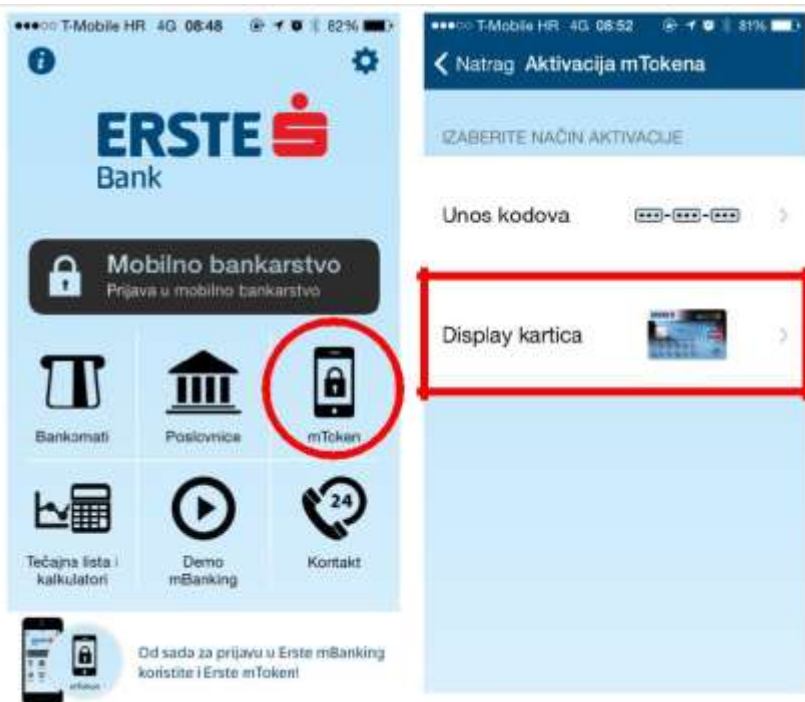 T-Mobile HR 4G 08:48 82%
ERSTE
Bank
Mobilno bankarstvo
Prijava u mobilno bankarstvo
Bankomati
Poslovnice
mToken
Tečajna lista i
kalkulatori
Demo
mBanking
24
Kontakt
Od sada za prijavu u Erste mBanking
koristite i Erste mToken!
T-Mobile HR 4G 08:52 81%
Natrag Aktivacija mTokena
IZABERITE NAČIN AKTIVACIJE
Unos kodova
Display kartica